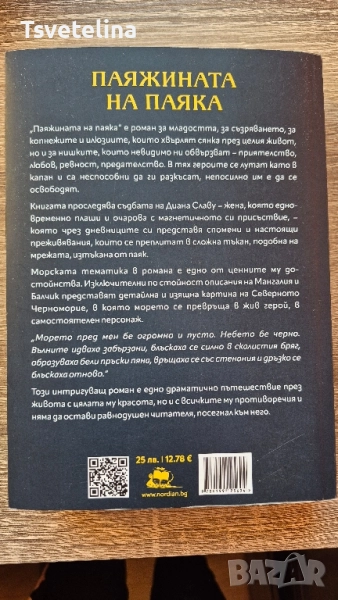 Tsvetelina
ПАЯЖИНАТА
НА ПАЯКА
„Паяжината на паяка" е роман за младостта, за съзряването, за
копнежите и илюзиите, които хвърлят сянка през целия живот,
но и за нишките, които невидимо ни обвързват – приятелство,
любов, ревност, предателство. В тях героите се лутат като в
капан и са неспособни да ги разкъсат, непосилно им е да се
освободят.
Книгата проследява съдбата на Диана Славу – жена, която едно-
временно плаши и очарова с магнетичното си присъствие, –
която чрез дневниците си представя спомени и настоящи
преживявания, които се преплитат в сложна тъкан, подобна на
мрежата, изтъкана от паяк.
Морската тематика в романа е едно от ценните му до-
стойнства. Изключителни по стойност описания на Мангалия и
Балчик представят детайлна и изящна картина на Северното
Черноморие, в която морето се превръща в жив герой, в
самостоятелен персонаж.
„Морето пред мен бе огромно и пусто. Небето бе черно.
Вълните идваха забързани, блъскаха се силно в скалистия бряг,
образуваха бели пръски пяна, връщаха се със стенония и дръзко се
блъскаха отново."
Този интригуващ роман е едно драматично пътешествие през
живота с цялата му красота, но и с всичките му противоречия и
няма да остави равнодушен читателя, посегнал към него.
25 лв. | 12.78 €
www.nordian.bg
BAZAR